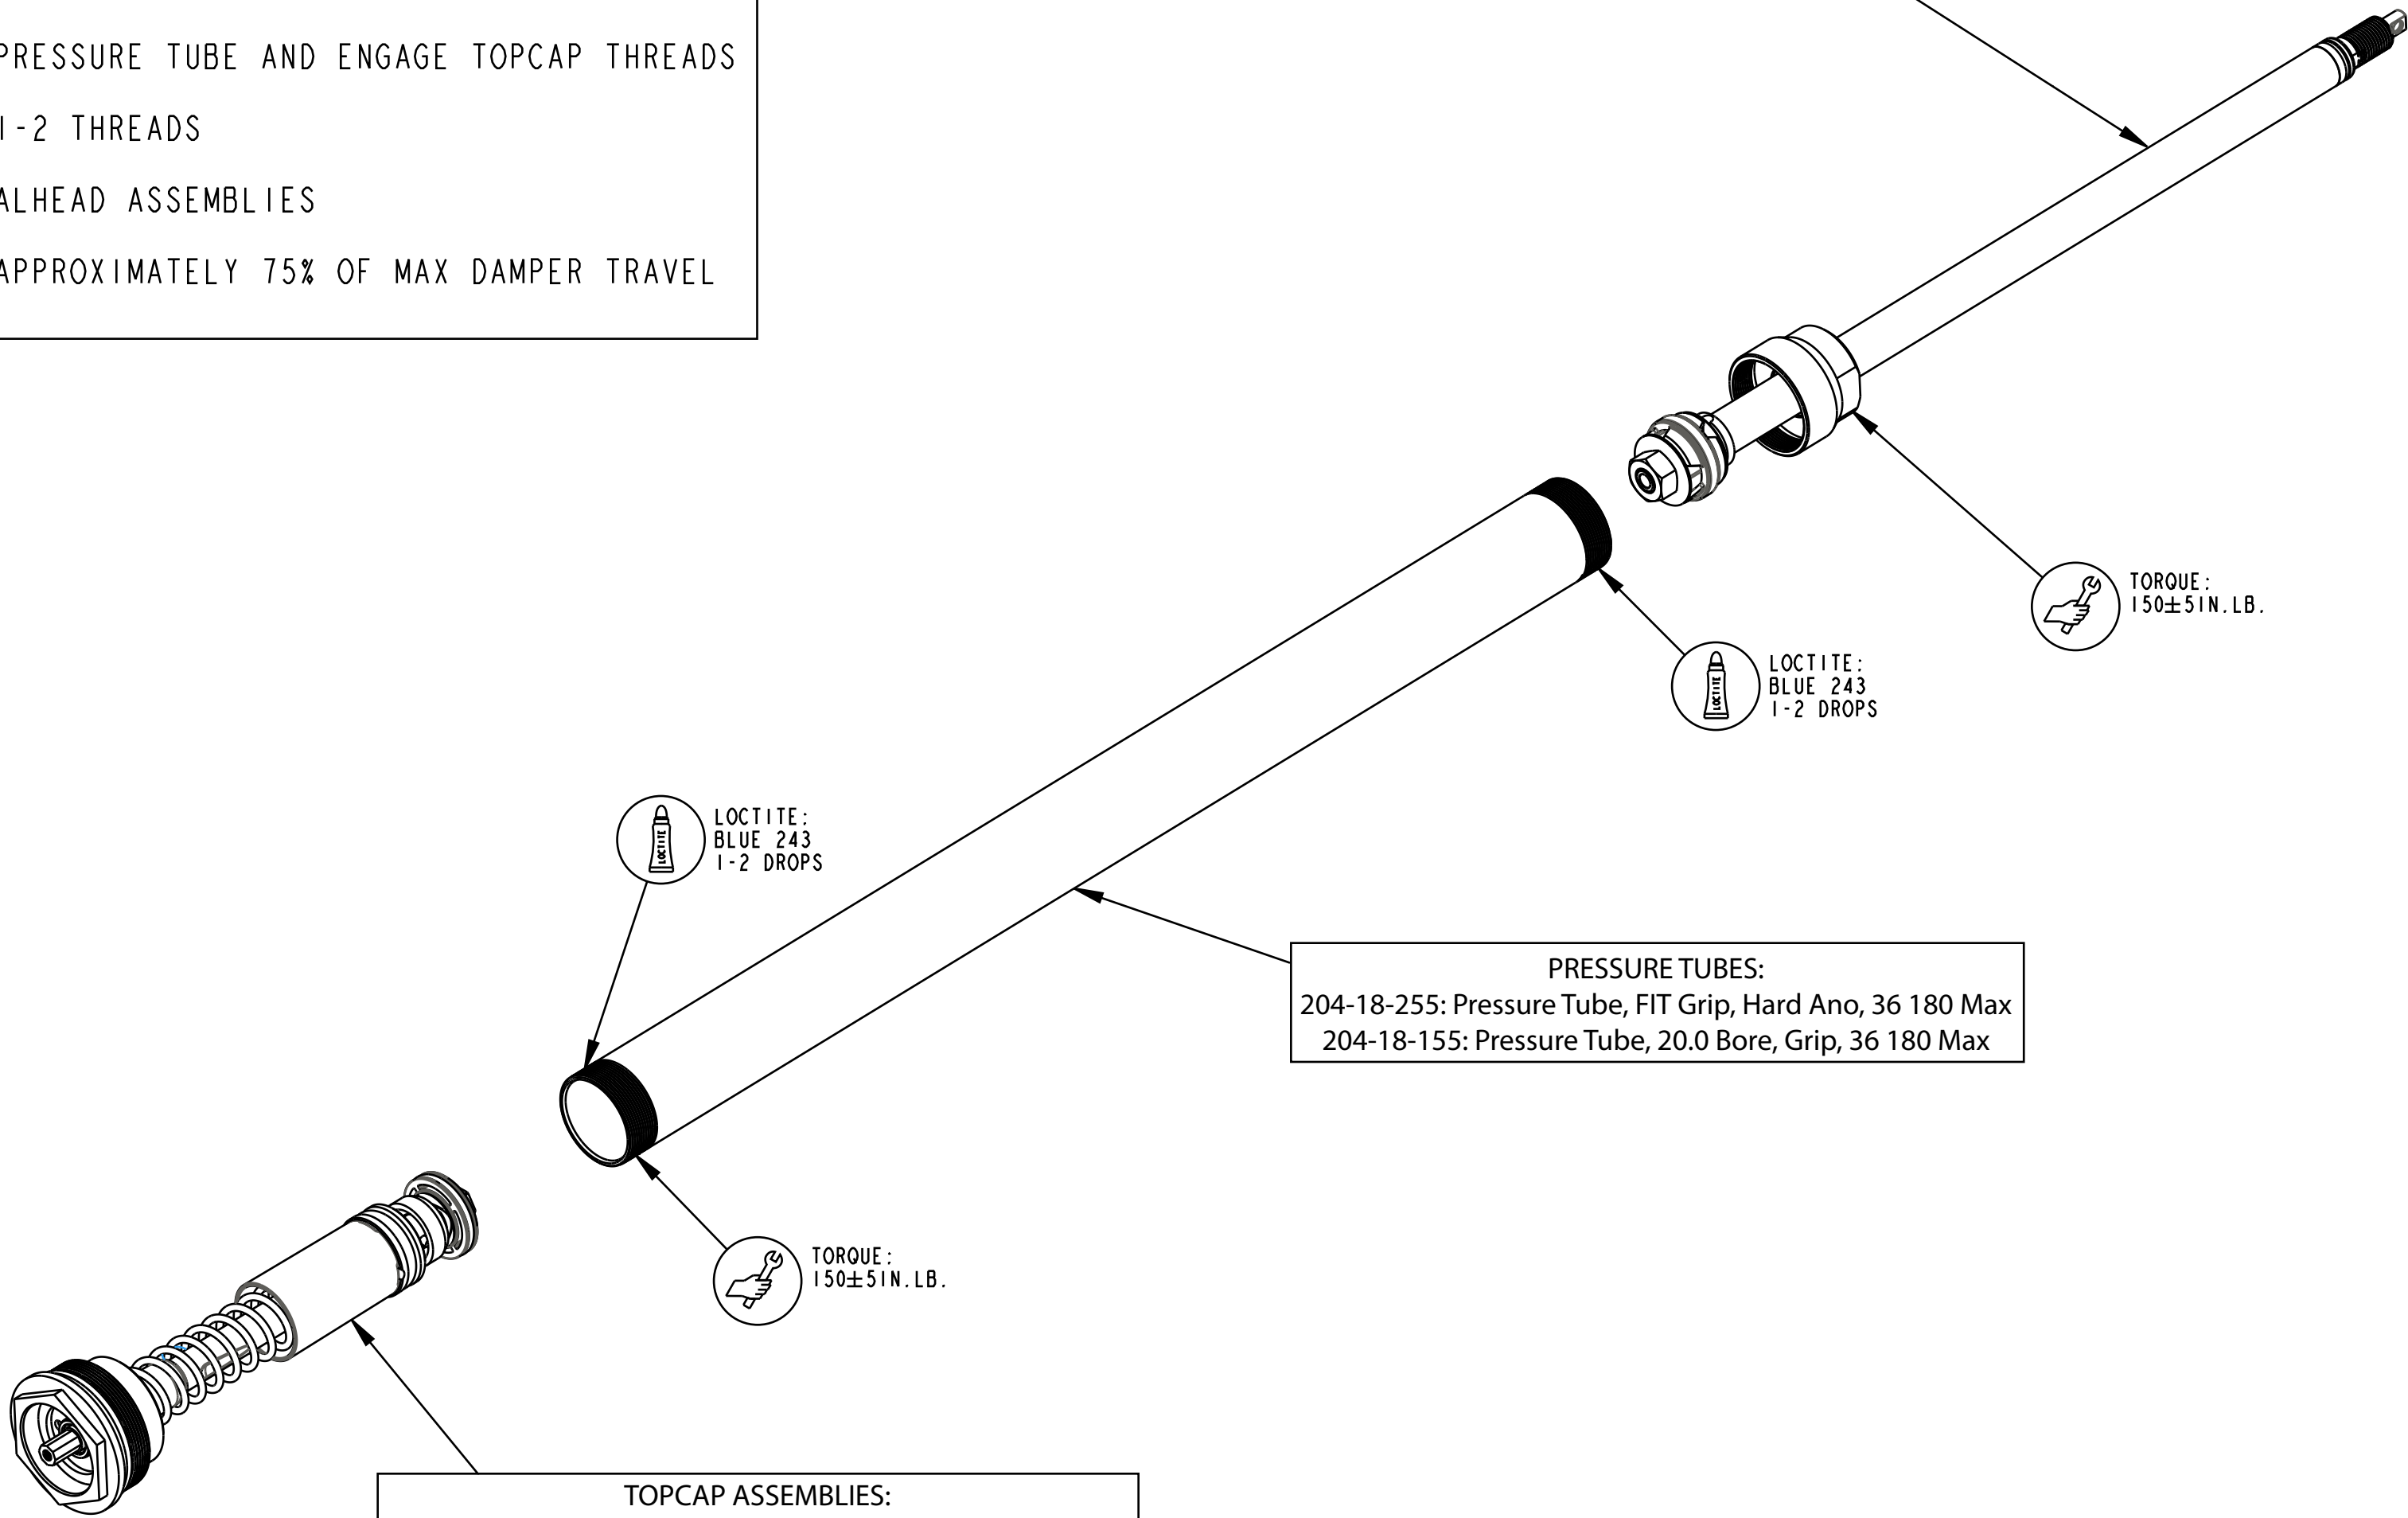 PRESSURE TUBE AND ENGAGE TOPCAP THREADS
1-2 THREADS
ALHEAD ASSEMBLIES
APPROXIMATELY 75% OF MAX DAMPER TRAVEL
TORQUE:
150±5IN.LB.
LOCTITE
LOCTITE:
BLUE 243
1-2 DROPS
LOCTITE
LOCTITE:
BLUE 243
1-2 DROPS
PRESSURE TUBES:
204-18-255: Pressure Tube, FIT Grip, Hard Ano, 36 180 Max
204-18-155: Pressure Tube, 20.0 Bore, Grip, 36 180 Max
TORQUE:
150±5IN.LB.
TOPCAP ASSEMBLIES: